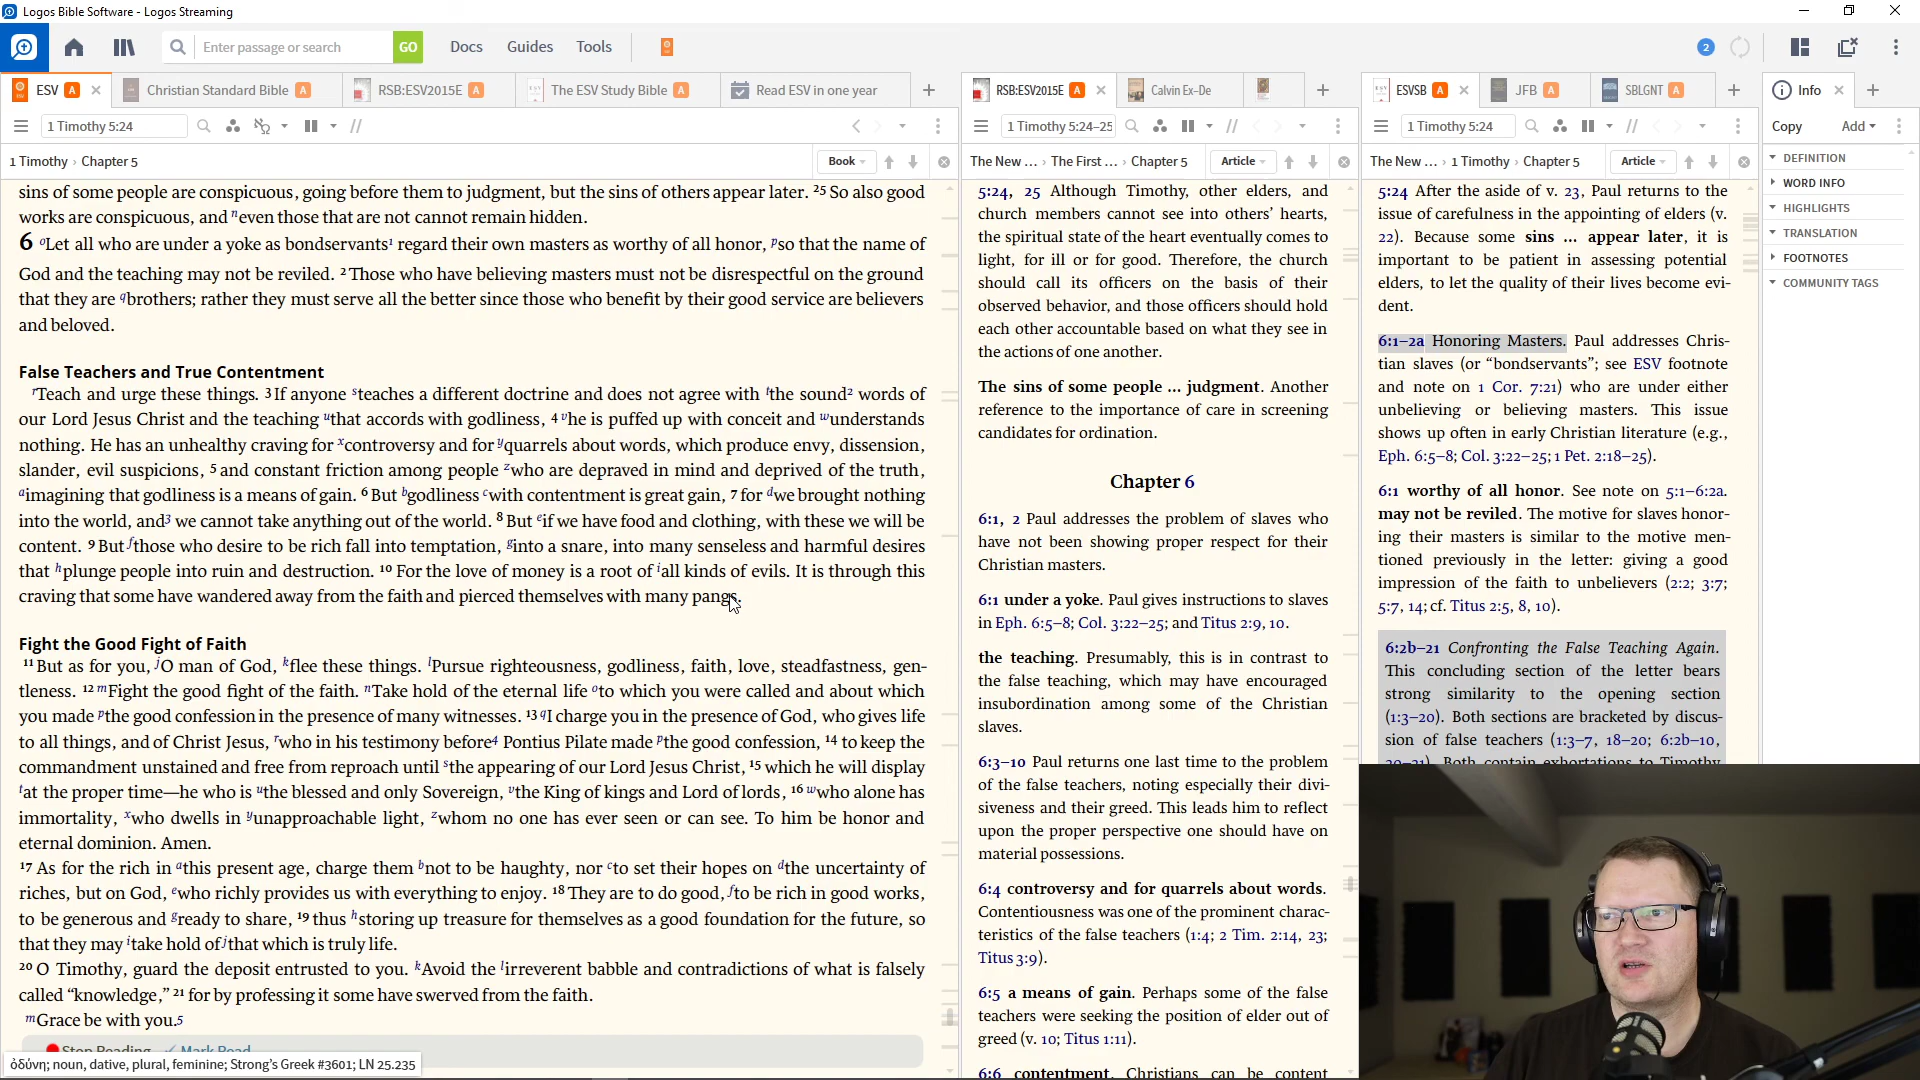 Logos Bible Software - Logos Streaming
Enter passage or search
GO
Docs
Guides
Tools
2
ESV A
Christian Standard Bible A
RSB:ESV2015E A
The ESV Study Bible A
Read ESV in one year
RSB:ESV2015E A
Calvin Ex–De
ESVSB A
JFB A
SBLGNT A
Info
1 Timothy 5:24
1 Timothy 5:24–25
1 Timothy 5:24
Copy
Add
1 Timothy › Chapter 5
Book
The New ... › The First ... › Chapter 5
Article
The New ... › 1 Timothy › Chapter 5
Article
sins of some people are conspicuous, going before them to judgment, but the sins of others appear later. 25 So also good
works are conspicuous, and n even those that are not cannot remain hidden.
6 o Let all who are under a yoke as bondservants 1 regard their own masters as worthy of all honor, p so that the name of
God and the teaching may not be reviled. 2 Those who have believing masters must not be disrespectful on the ground
that they are q brothers; rather they must serve all the better since those who benefit by their good service are believers
and beloved.
False Teachers and True Contentment
r Teach and urge these things. 3 If anyone s teaches a different doctrine and does not agree with t the sound 2 words of
our Lord Jesus Christ and the teaching u that accords with godliness, 4 v he is puffed up with conceit and w understands
nothing. He has an unhealthy craving for x controversy and for y quarrels about words, which produce envy, dissension,
slander, evil suspicions, 5 and constant friction among people z who are depraved in mind and deprived of the truth,
a imagining that godliness is a means of gain. 6 But b godliness c with contentment is great gain, 7 for d we brought nothing
into the world, and 3 we cannot take anything out of the world. 8 But e if we have food and clothing, with these we will be
content. 9 But f those who desire to be rich fall into temptation, g into a snare, into many senseless and harmful desires
that h plunge people into ruin and destruction. 10 For the love of money is a root of i all kinds of evils. It is through this
craving that some have wandered away from the faith and pierced themselves with many pangs.
Fight the Good Fight of Faith
11 But as for you, j O man of God, k flee these things. l Pursue righteousness, godliness, faith, love, steadfastness, gen-
tleness. 12 m Fight the good fight of the faith. n Take hold of the eternal life o to which you were called and about which
you made p the good confession in the presence of many witnesses. 13 q I charge you in the presence of God, who gives life
to all things, and of Christ Jesus, r who in his testimony before 4 Pontius Pilate made p the good confession, 14 to keep the
commandment unstained and free from reproach until s the appearing of our Lord Jesus Christ, 15 which he will display
t at the proper time—he who is u the blessed and only Sovereign, v the King of kings and Lord of lords, 16 w who alone has
immortality, x who dwells in y unapproachable light, z whom no one has ever seen or can see. To him be honor and
eternal dominion. Amen.
17 As for the rich in a this present age, charge them b not to be haughty, nor c to set their hopes on d the uncertainty of
riches, but on God, e who richly provides us with everything to enjoy. 18 They are to do good, f to be rich in good works,
to be generous and g ready to share, 19 thus h storing up treasure for themselves as a good foundation for the future, so
that they may i take hold of j that which is truly life.
20 O Timothy, guard the deposit entrusted to you. k Avoid the l irreverent babble and contradictions of what is falsely
called “knowledge,” 21 for by professing it some have swerved from the faith.
m Grace be with you. 5
Stop Reading Mark Read
ὀδύνη; noun, dative, plural, feminine; Strong’s Greek #3601; LN 25.235
5:24, 25 Although Timothy, other elders, and
church members cannot see into others’ hearts,
the spiritual state of the heart eventually comes to
light, for ill or for good. Therefore, the church
should call its officers on the basis of their
observed behavior, and those officers should hold
each other accountable based on what they see in
the actions of one another.
The sins of some people ... judgment. Another
reference to the importance of care in screening
candidates for ordination.
Chapter 6
6:1, 2 Paul addresses the problem of slaves who
have not been showing proper respect for their
Christian masters.
6:1 under a yoke. Paul gives instructions to slaves
in Eph. 6:5–8; Col. 3:22–25; and Titus 2:9, 10.
the teaching. Presumably, this is in contrast to
the false teaching, which may have encouraged
insubordination among some of the Christian
slaves.
6:3–10 Paul returns one last time to the problem
of the false teachers, noting especially their divi-
siveness and their greed. This leads him to reflect
upon the proper perspective one should have on
material possessions.
6:4 controversy and for quarrels about words.
Contentiousness was one of the prominent charac-
teristics of the false teachers (1:4; 2 Tim. 2:14, 23;
Titus 3:9).
6:5 a means of gain. Perhaps some of the false
teachers were seeking the position of elder out of
greed (v. 10; Titus 1:11).
6:6 contentment. Christians can be content
5:24 After the aside of v. 23, Paul returns to the
issue of carefulness in the appointing of elders (v.
22). Because some sins ... appear later, it is
important to be patient in assessing potential
elders, to let the quality of their lives become evi-
dent.
6:1–2a Honoring Masters. Paul addresses Chris-
tian slaves (or “bondservants”; see ESV footnote
and note on 1 Cor. 7:21) who are under either
unbelieving or believing masters. This issue
shows up often in early Christian literature (e.g.,
Eph. 6:5–8; Col. 3:22–25; 1 Pet. 2:18–25).
6:1 worthy of all honor. See note on 5:1–6:2a.
may not be reviled. The motive for slaves honor-
ing their masters is similar to the motive men-
tioned previously in the letter: giving a good
impression of the faith to unbelievers (2:2; 3:7;
5:7, 14; cf. Titus 2:5, 8, 10).
6:2b–21 Confronting the False Teaching Again.
This concluding section of the letter bears
strong similarity to the opening section
(1:3–20). Both sections are bracketed by discus-
sion of false teachers (1:3–7, 18–20; 6:2b–10,
20–21). Both contain exhortations to Timothy
DEFINITION
WORD INFO
HIGHLIGHTS
TRANSLATION
FOOTNOTES
COMMUNITY TAGS